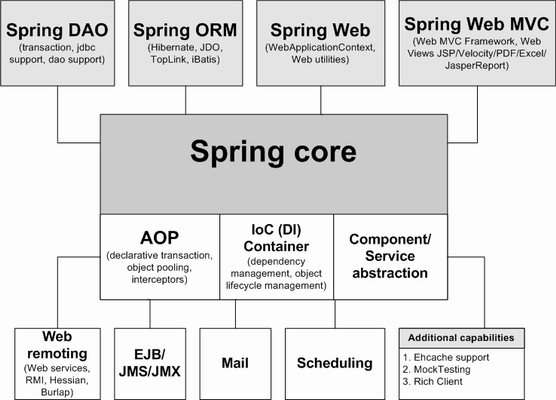 Spring DAO
(transaction, jdbc
support, dao support)
Spring ORM
(Hibernate, JDO,
TopLink, iBatis)
Spring Web
(WebApplicationContext,
Web utilities)
Spring Web MVC
(Web MVC Framework, Web
Views JSP/Velocity/PDF/Excel/
JasperReport)
Spring core
AOP
(declarative transaction,
object pooling,
interceptors)
IoC (DI)
Container
(dependency
management, object
lifecycle management)
Component/
Service
abstraction
Web
remoting
(Web services,
RMI, Hessian,
Burlap)
EJB/
JMS/JMX
Mail
Scheduling
Additional capabilities
1. Ehcache support
2. MockTesting
3. Rich Client